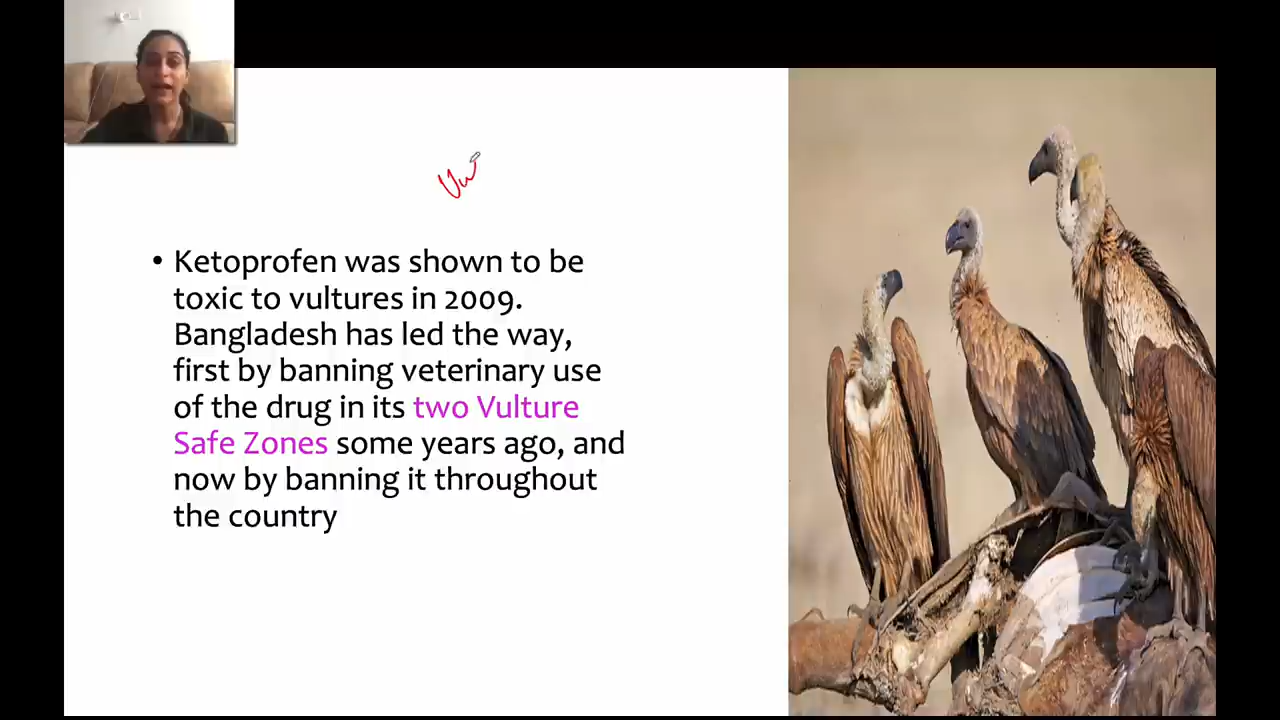 • Ketoprofen was shown to be
toxic to vultures in 2009.
Bangladesh has led the way,
first by banning veterinary use
of the drug in its two Vulture
Safe Zones some years ago, and
now by banning it throughout
the country